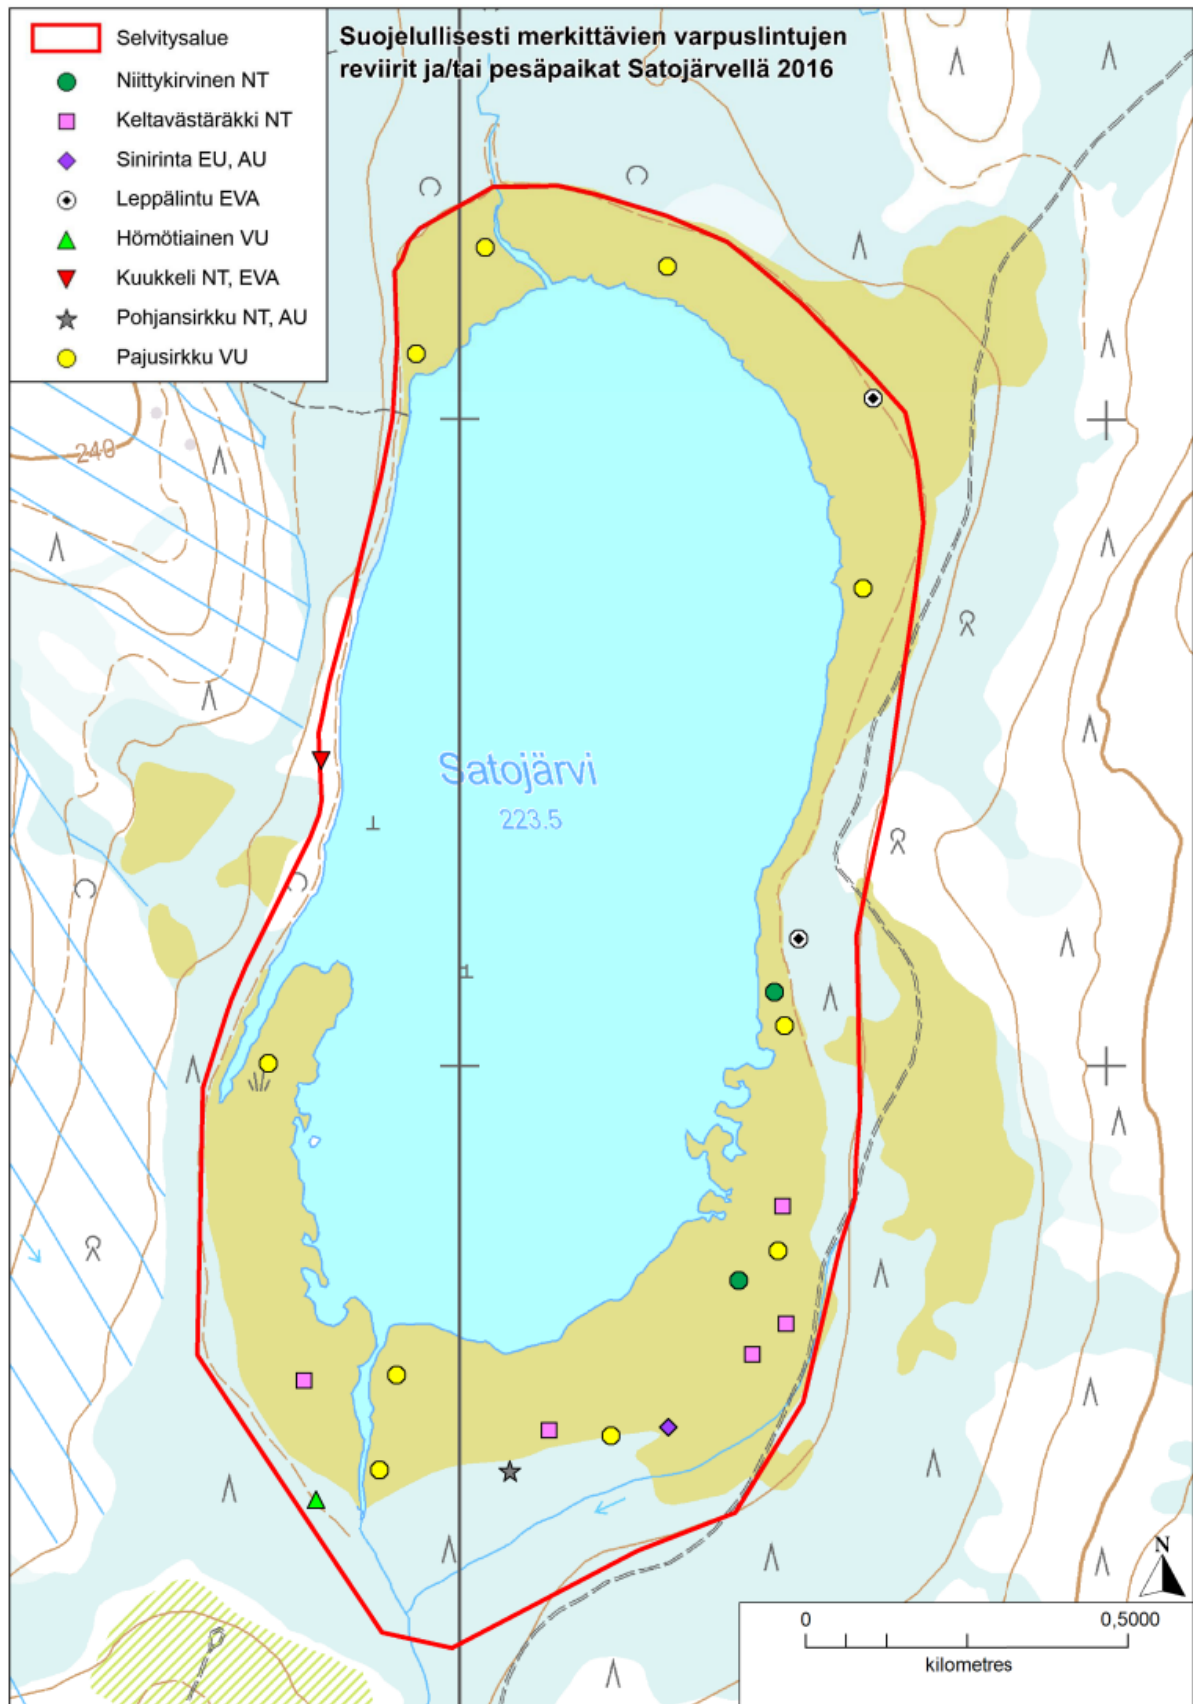 Suojelullisesti merkittävien varpuslintujen
reviirit ja/tai pesäpaikat Satojärvellä 2016
Selvitysalue
Niittykirvinen NT
Keltavästäräkki NT
Sinirinta EU, AU
Leppälintu EVA
Hömötiainen VU
Kuukkeli NT, EVA
Pohjansirkku NT, AU
Pajusirkku VU
240
Satojärvi
223.5
N
0 0,5000
kilometres